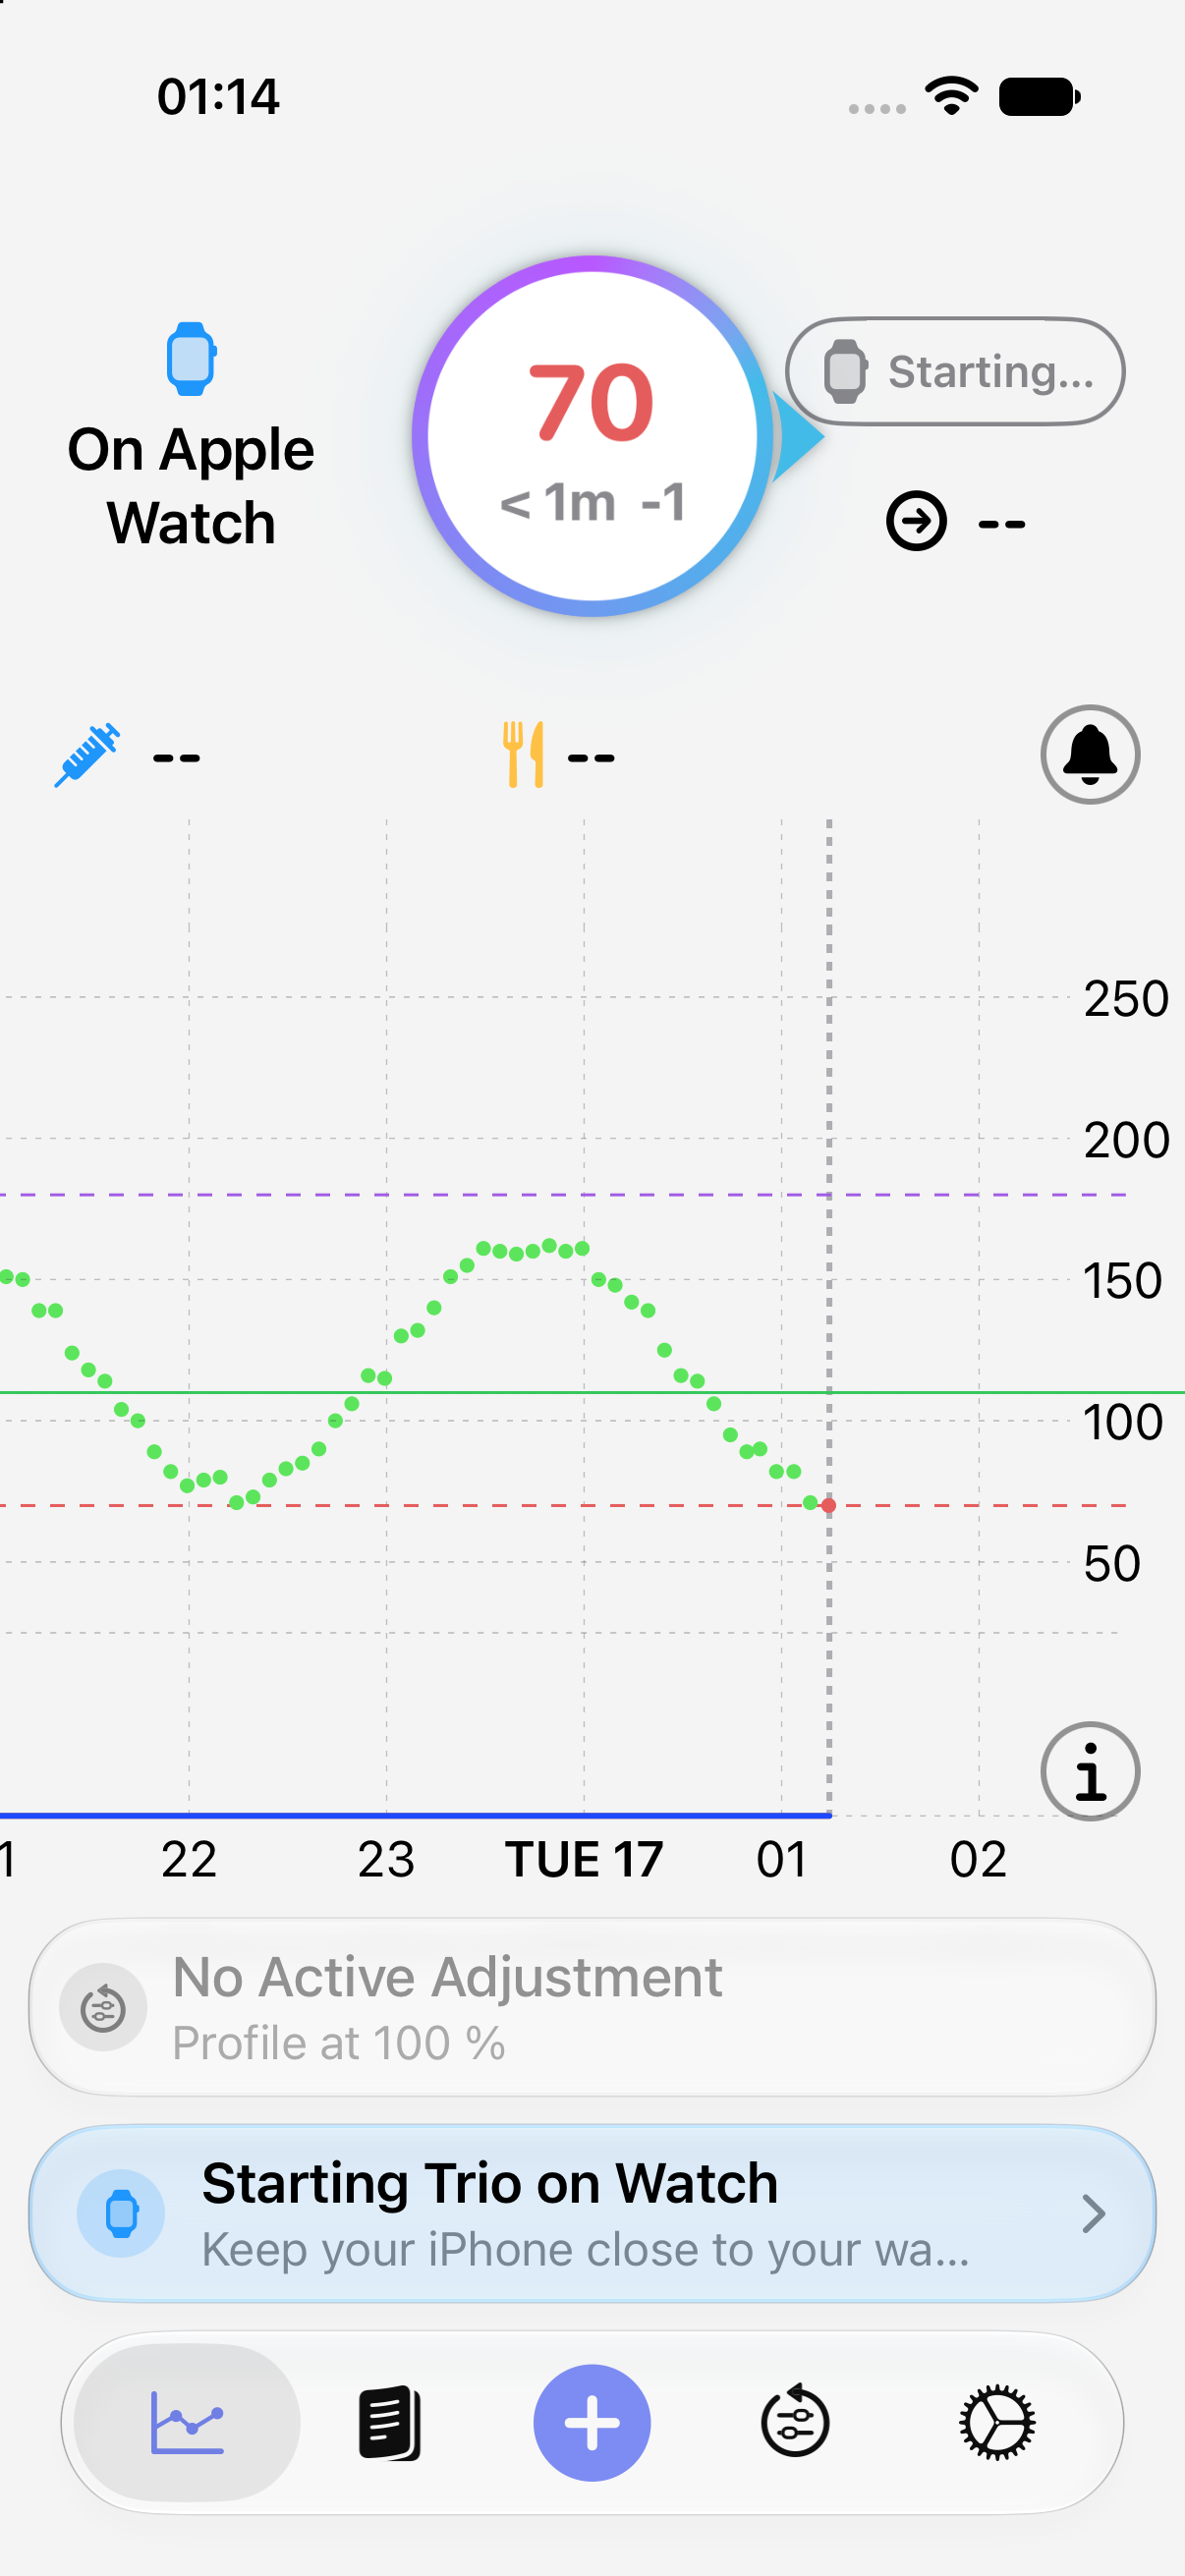 01:14
On Apple
Watch
70
< 1m -1
Starting...
--
--
--
250
200
150
100
50
1
22
23
TUE 17
01
02
No Active Adjustment
Profile at 100 %
Starting Trio on Watch
Keep your iPhone close to your wa...